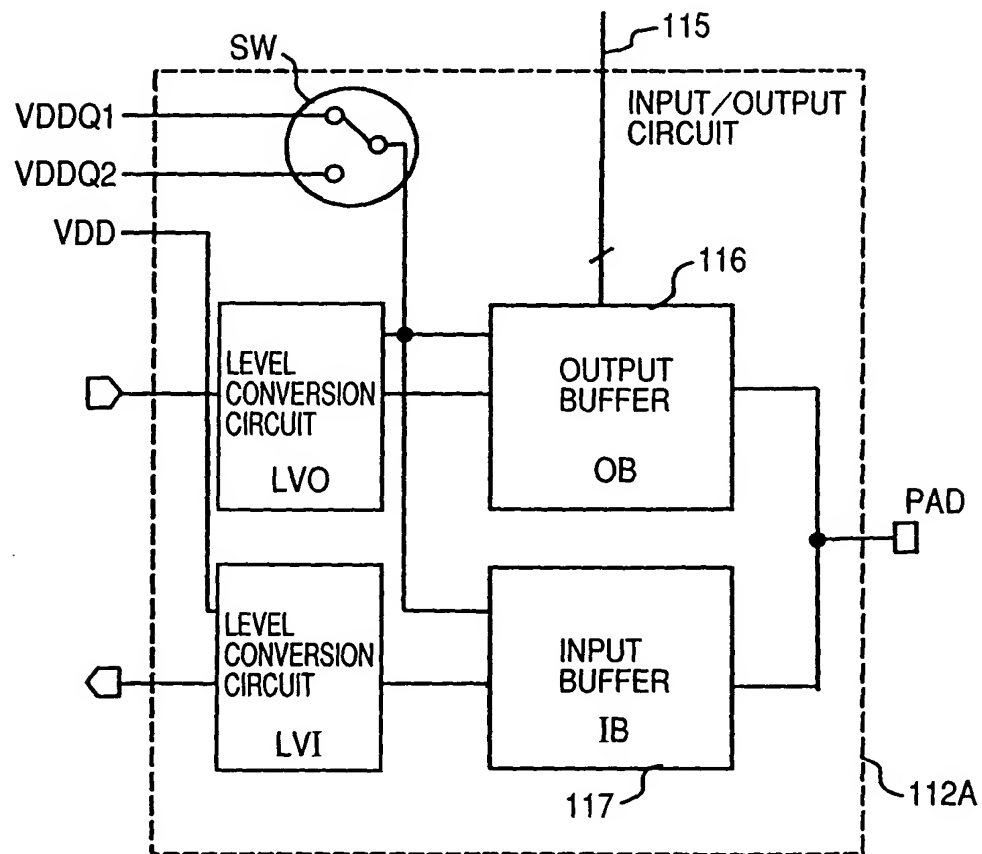 115
SW
VDDQ1
INPUT/OUTPUT
CIRCUIT
VDDQ2
VDD
116
LEVEL
CONVERSION
CIRCUIT
LVO
OUTPUT
BUFFER
OB
PAD
LEVEL
CONVERSION
CIRCUIT
LVI
INPUT
BUFFER
IB
117
112A